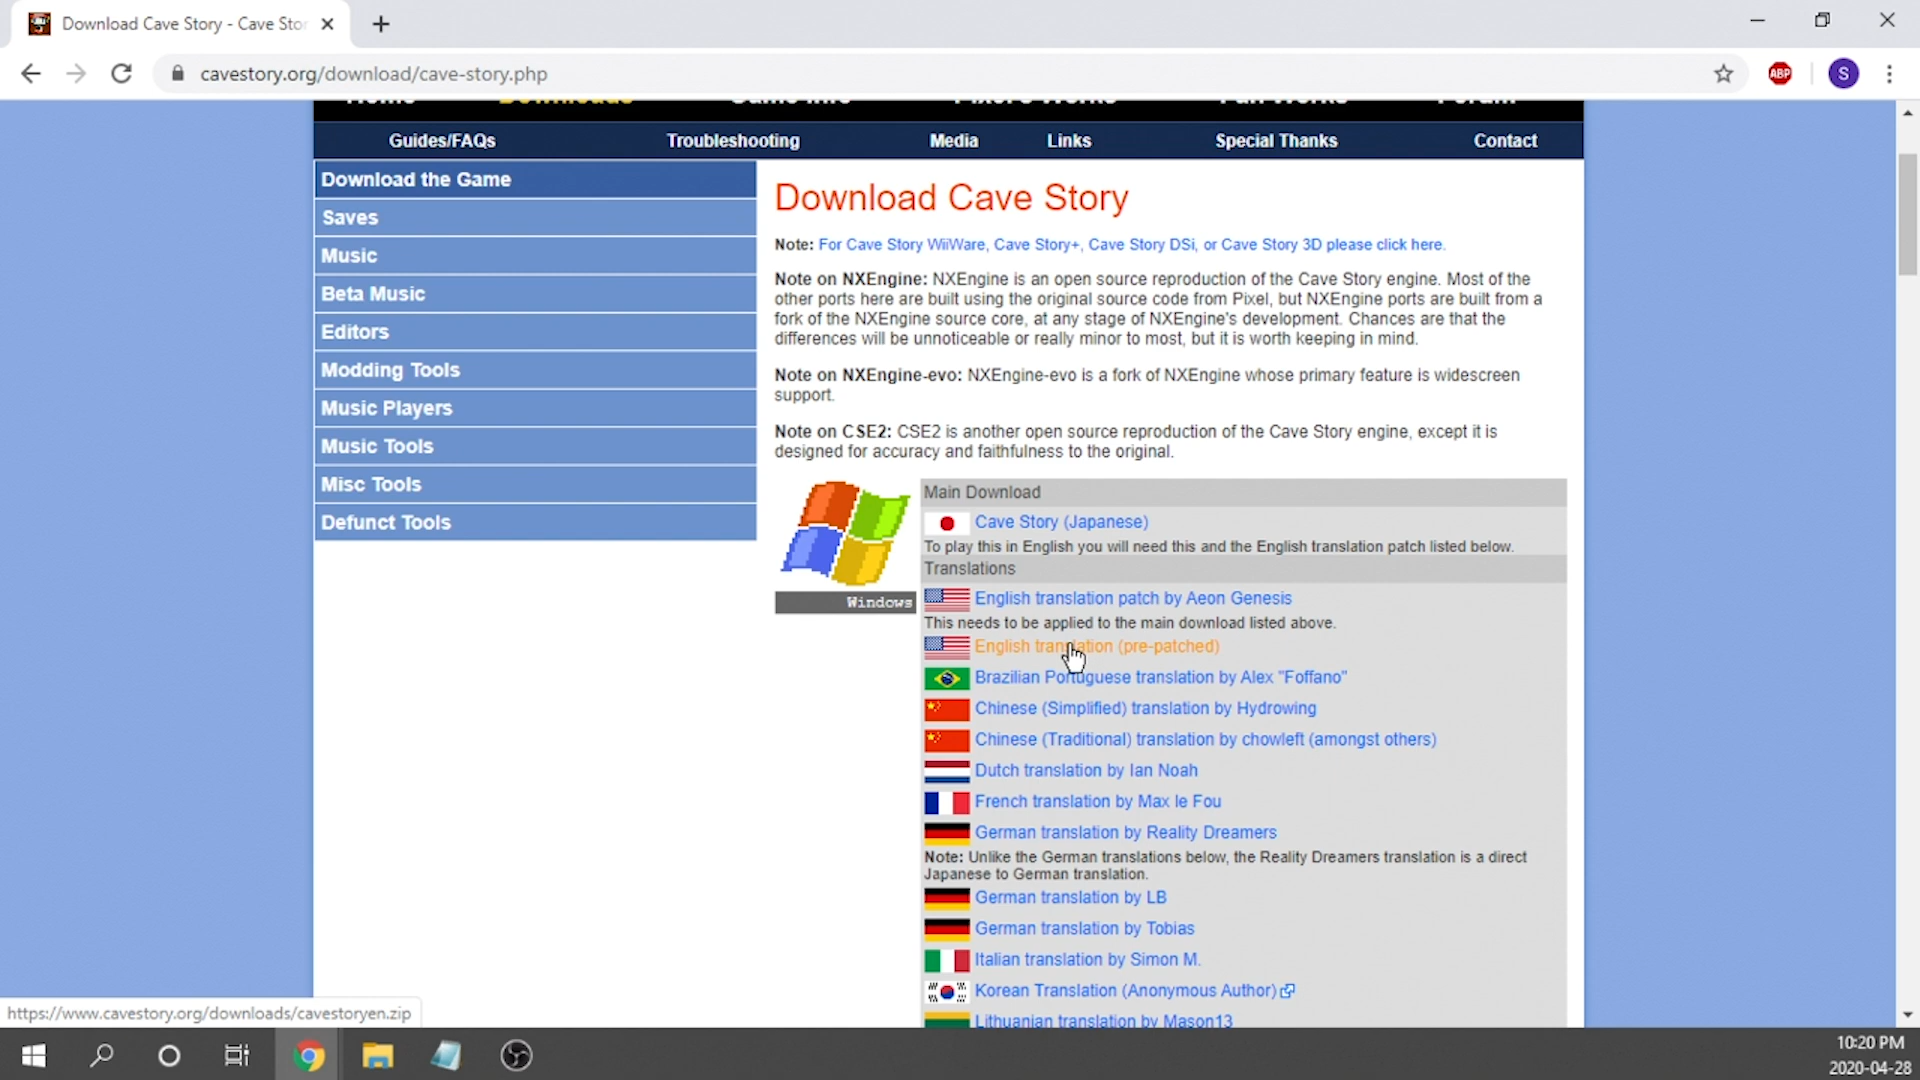 Download Cave Story - Cave Stor
cavestory.org/download/cave-story.php
ABP
S
Home Downloads Game Info Pixel's Works Fan Works Forum
Guides/FAQs Troubleshooting Media Links Special Thanks Contact
Download the Game
Saves
Music
Beta Music
Editors
Modding Tools
Music Players
Music Tools
Misc Tools
Defunct Tools
Download Cave Story
Note: For Cave Story WiiWare, Cave Story+, Cave Story DSi, or Cave Story 3D please click here.
Note on NXEngine: NXEngine is an open source reproduction of the Cave Story engine. Most of the
other ports here are built using the original source code from Pixel, but NXEngine ports are built from a
fork of the NXEngine source core, at any stage of NXEngine's development. Chances are that the
differences will be unnoticeable or really minor to most, but it is worth keeping in mind.
Note on NXEngine-evo: NXEngine-evo is a fork of NXEngine whose primary feature is widescreen
support.
Note on CSE2: CSE2 is another open source reproduction of the Cave Story engine, except it is
designed for accuracy and faithfulness to the original.
Windows
Main Download
Cave Story (Japanese)
To play this in English you will need this and the English translation patch listed below.
Translations
English translation patch by Aeon Genesis
This needs to be applied to the main download listed above.
English translation (pre-patched)
Brazilian Portuguese translation by Alex "Foffano"
Chinese (Simplified) translation by Hydrowing
Chinese (Traditional) translation by chowleft (amongst others)
Dutch translation by Ian Noah
French translation by Max le Fou
German translation by Reality Dreamers
Note: Unlike the German translations below, the Reality Dreamers translation is a direct
Japanese to German translation.
German translation by LB
German translation by Tobias
Italian translation by Simon M.
Korean Translation (Anonymous Author)
Lithuanian translation by Mason13
https://www.cavestory.org/downloads/cavestoryen.zip
10:20 PM
2020-04-28